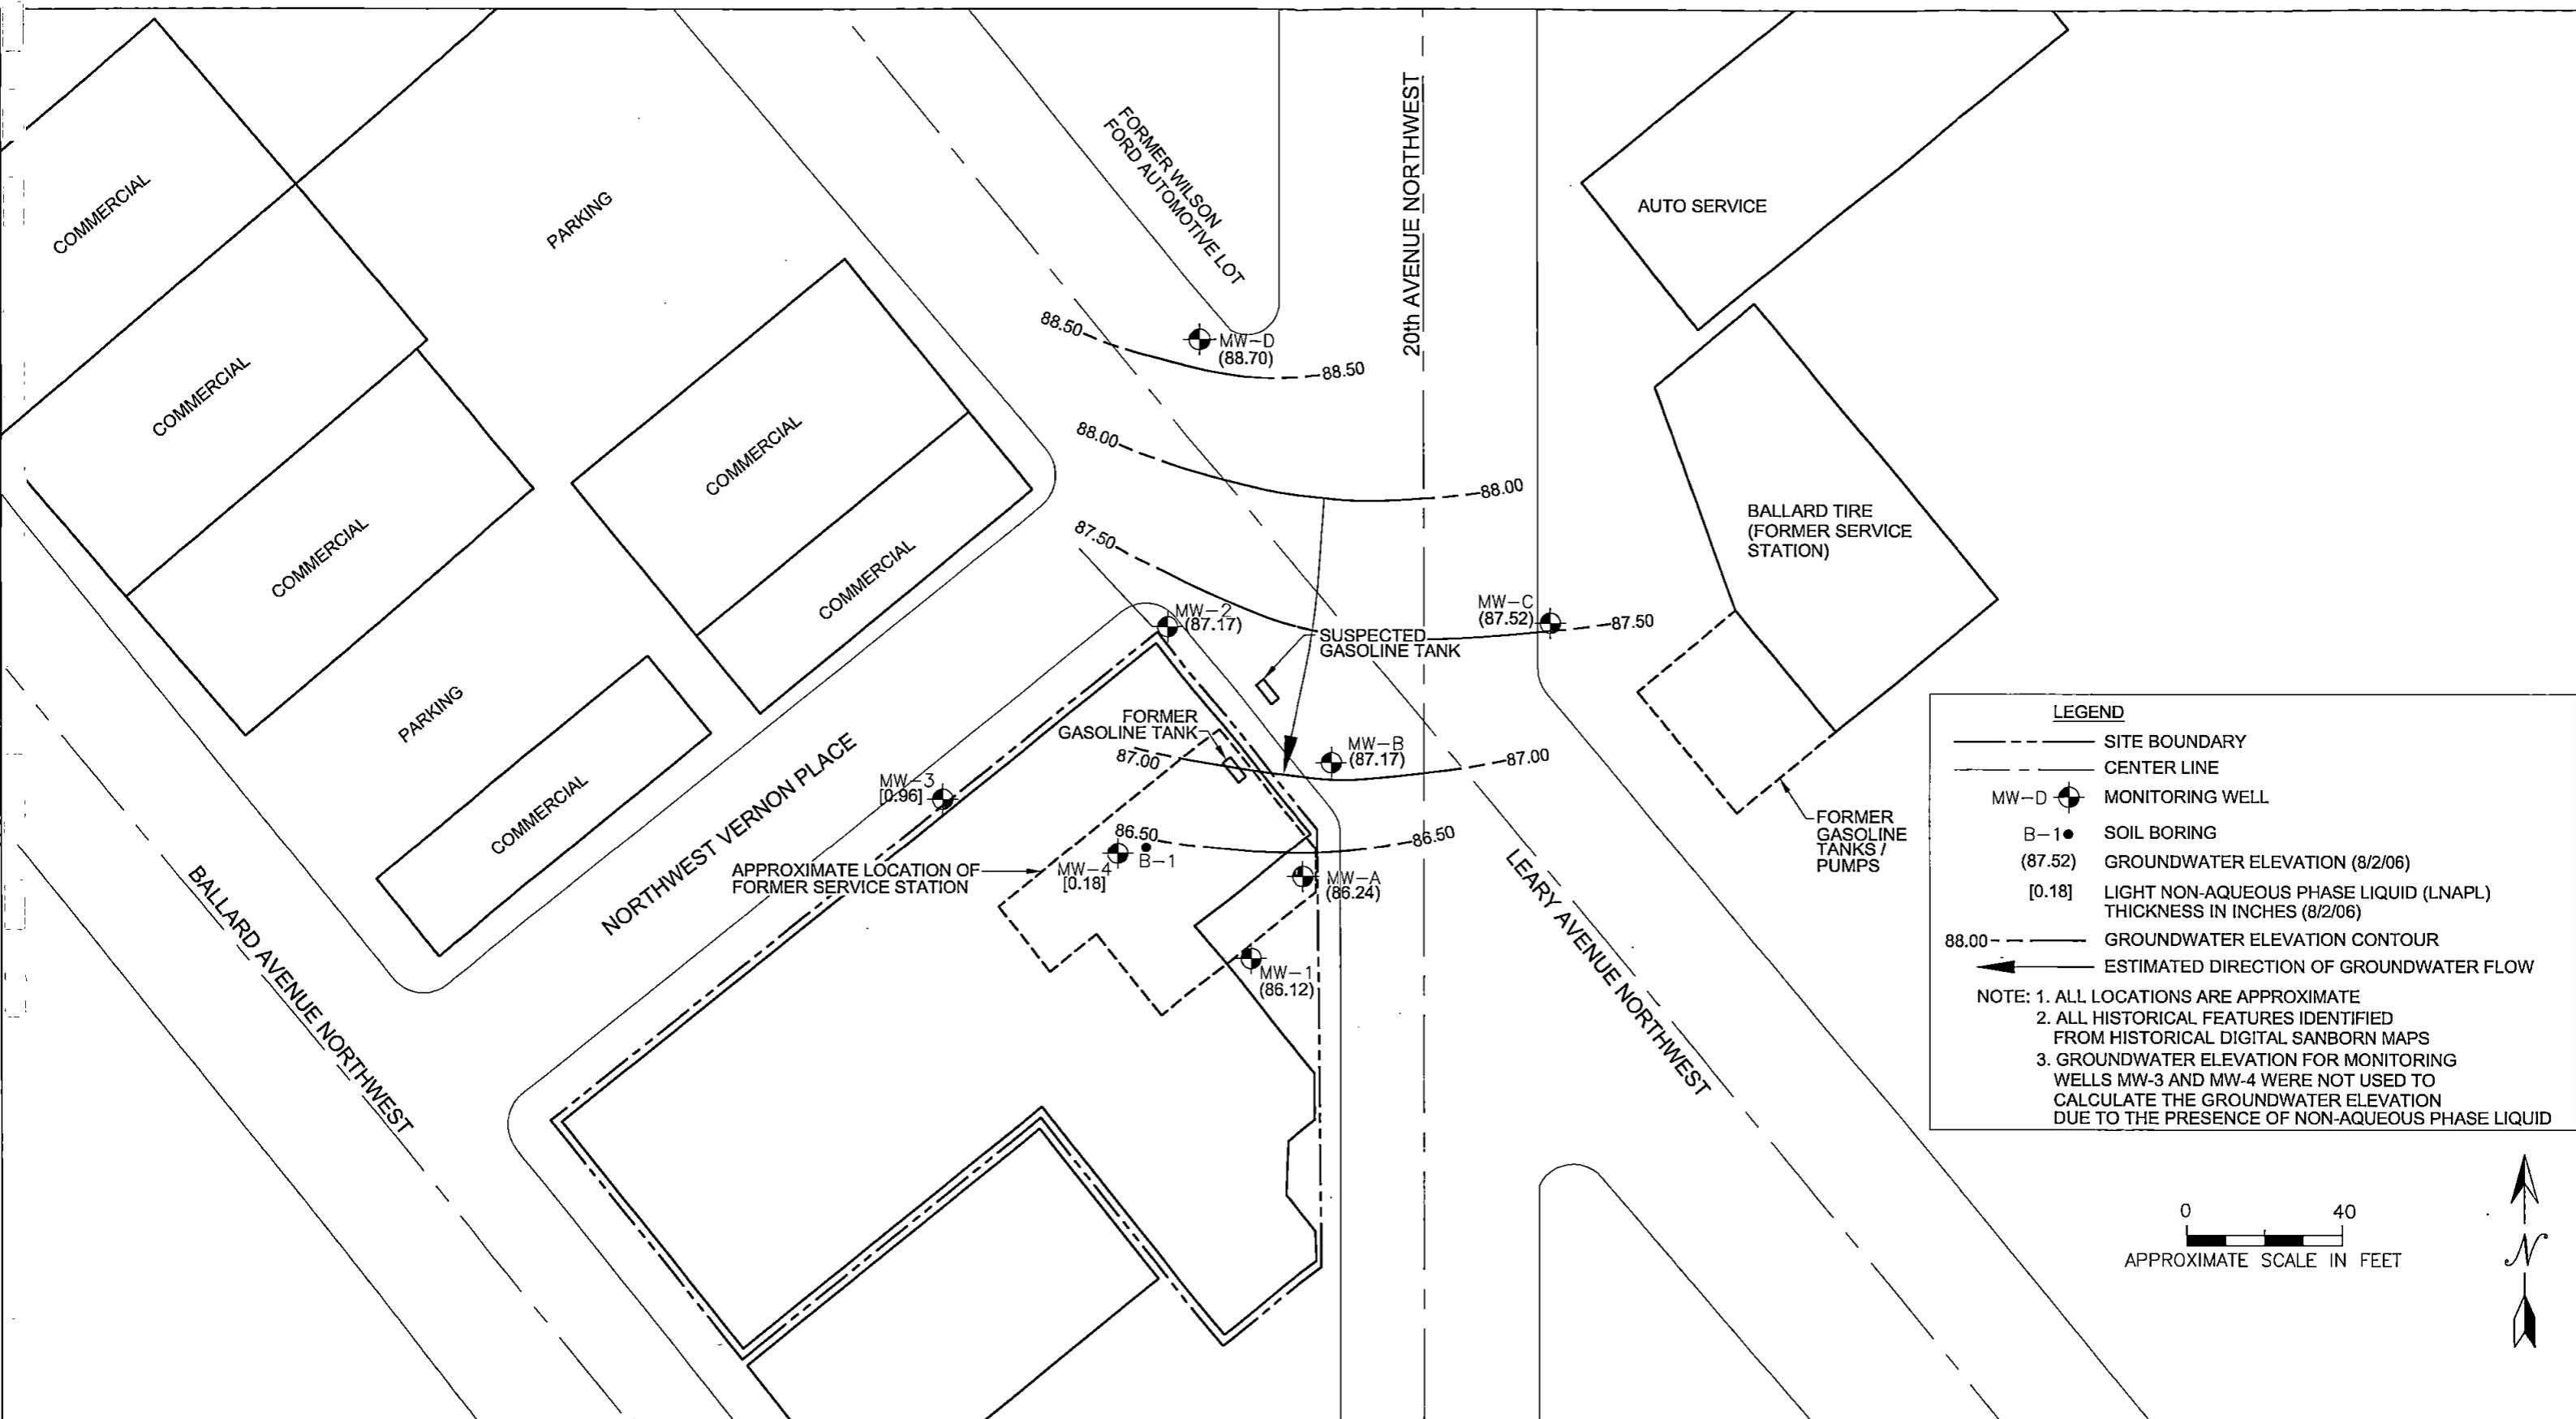 COMMERCIAL
PARKING
FORMER WILSON
FORD AUTOMOTIVE LOT
20th AVENUE NORTHWEST
AUTO SERVICE
88.50
MW-D
(88.70)
88.50
COMMERCIAL
COMMERCIAL
88.00
88.00
BALLARD TIRE
(FORMER SERVICE
STATION)
COMMERCIAL
COMMERCIAL
87.50
MW-2
(87.17)
MW-C
(87.52)
87.50
SUSPECTED
GASOLINE TANK
PARKING
FORMER
GASOLINE TANK
87.00
MW-B
(87.17)
87.00
MW-3
[0.96]
COMMERCIAL
NORTHWEST VERNON PLACE
86.50
B-1
86.50
MW-4
[0.18]
APPROXIMATE LOCATION OF
FORMER SERVICE STATION
MW-A
(86.24)
MW-1
(86.12)
FORMER
GASOLINE
TANKS /
PUMPS
BALLARD AVENUE NORTHWEST
LEARY AVENUE NORTHWEST
LEGEND
SITE BOUNDARY
CENTER LINE
MW-D MONITORING WELL
B-1 SOIL BORING
(87.52) GROUNDWATER ELEVATION (8/2/06)
[0.18] LIGHT NON-AQUEOUS PHASE LIQUID (LNAPL)
THICKNESS IN INCHES (8/2/06)
88.00 GROUNDWATER ELEVATION CONTOUR
ESTIMATED DIRECTION OF GROUNDWATER FLOW
NOTE: 1. ALL LOCATIONS ARE APPROXIMATE
2. ALL HISTORICAL FEATURES IDENTIFIED
FROM HISTORICAL DIGITAL SANBORN MAPS
3. GROUNDWATER ELEVATION FOR MONITORING
WELLS MW-3 AND MW-4 WERE NOT USED TO
CALCULATE THE GROUNDWATER ELEVATION
DUE TO THE PRESENCE OF NON-AQUEOUS PHASE LIQUID
0 40
APPROXIMATE SCALE IN FEET
N